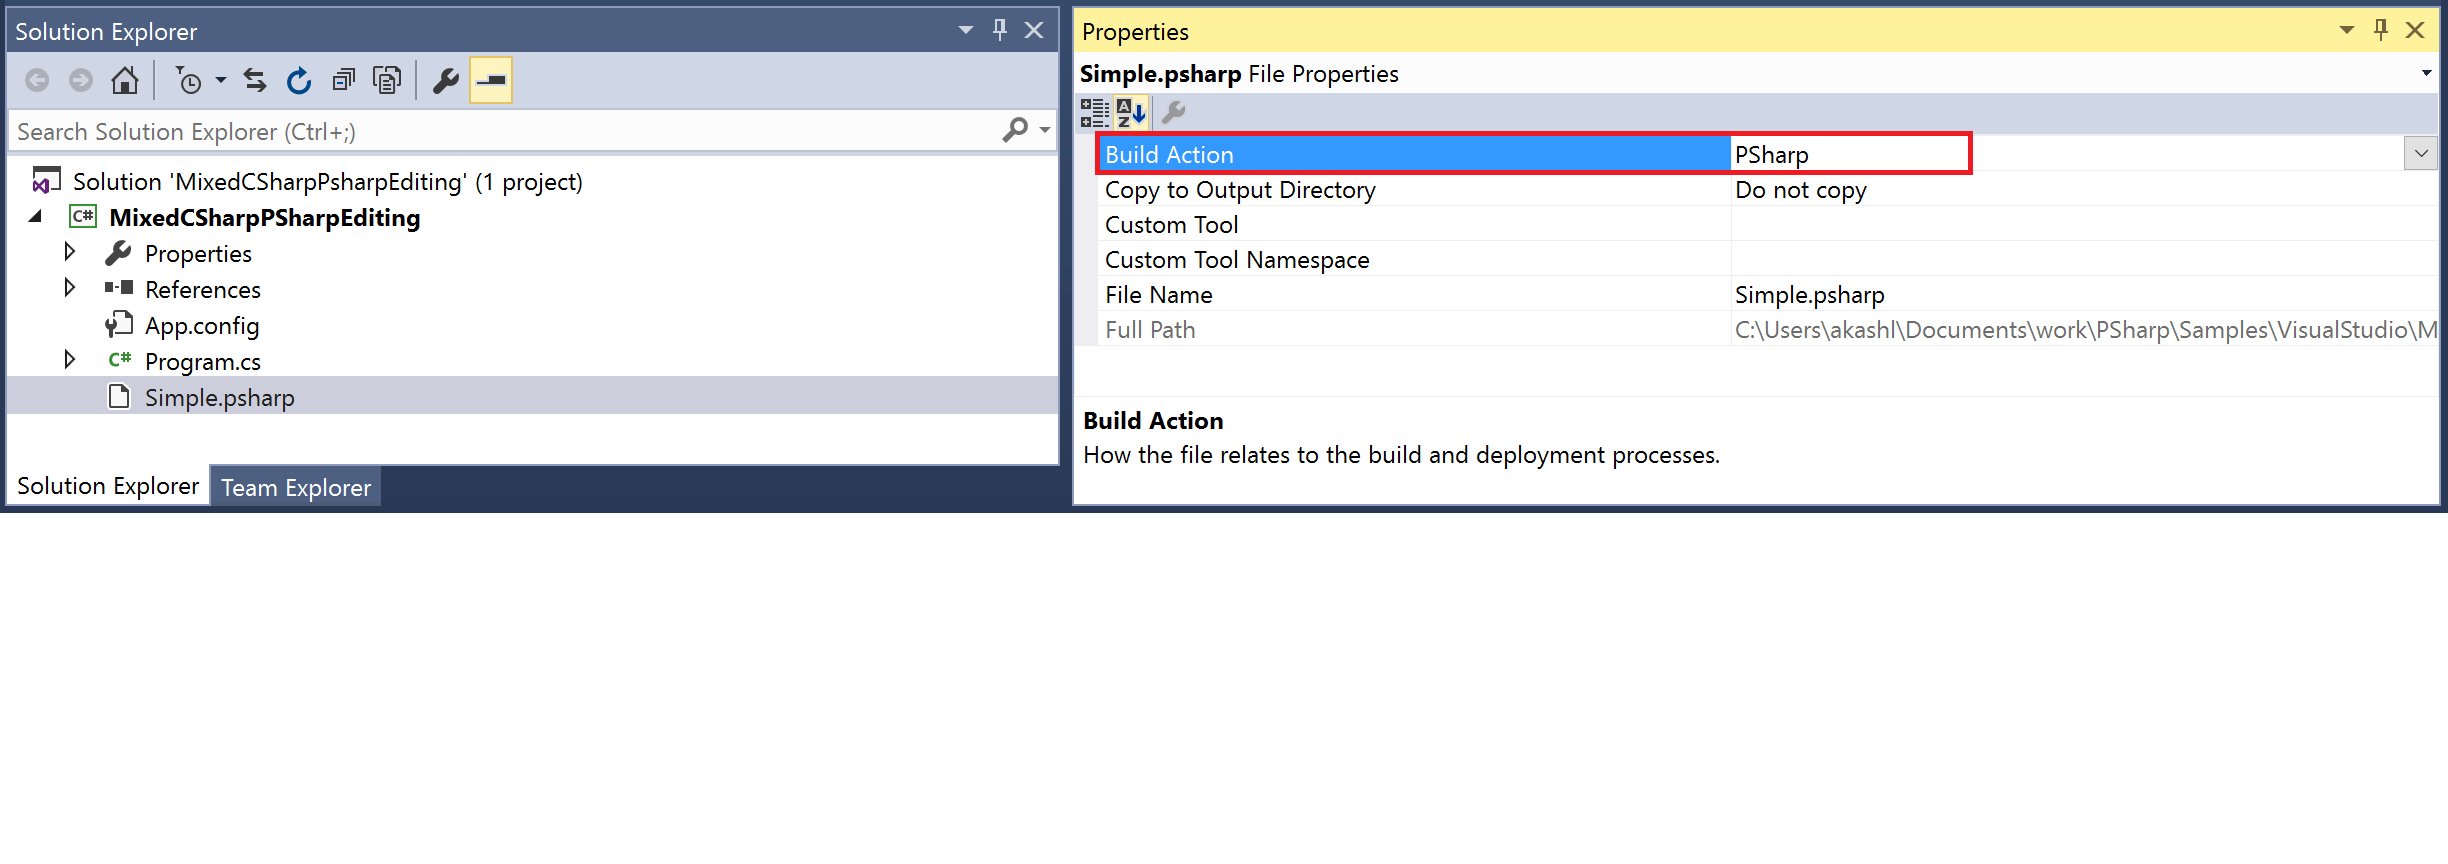 Solution Explorer
Search Solution Explorer (Ctrl+;)
Solution 'MixedCSharpPsharpEditing' (1 project)
C# MixedCSharpPSharpEditing
Properties
References
App.config
C# Program.cs
Simple.psharp
Solution Explorer Team Explorer
Properties
Simple.psharp File Properties
AZ
Build Action PSharp
Copy to Output Directory Do not copy
Custom Tool
Custom Tool Namespace
File Name Simple.psharp
Full Path C:\Users\akashl\Documents\work\PSharp\Samples\VisualStudio\M
Build Action
How the file relates to the build and deployment processes.